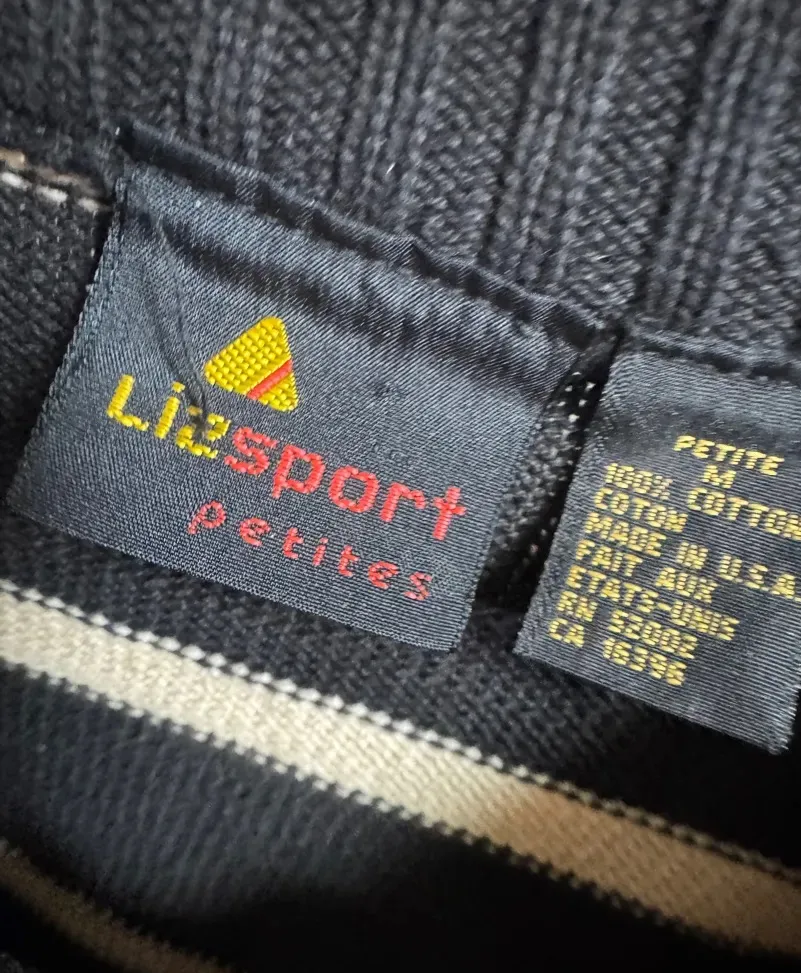 Lizsport
petites
PETITE
M
100% COTTON
COTON
MADE IN U.S.A.
FAIT AUX
ETATS-UNIS
RN 52002
CA 16396